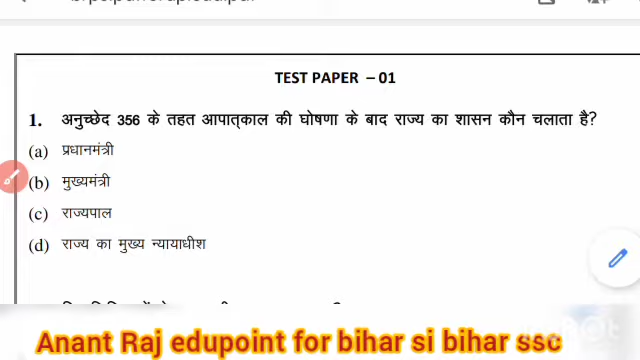 TEST PAPER – 01
1. अनुच्छेद 356 के तहत आपात्काल की घोषणा के बाद राज्य का शासन कौन चलाता है?
(a) प्रधानमंत्री
(b) मुख्यमंत्री
(c) राज्यपाल
(d) राज्य का मुख्य न्यायाधीश
Anant Raj edupoint for bihar si bihar ssc